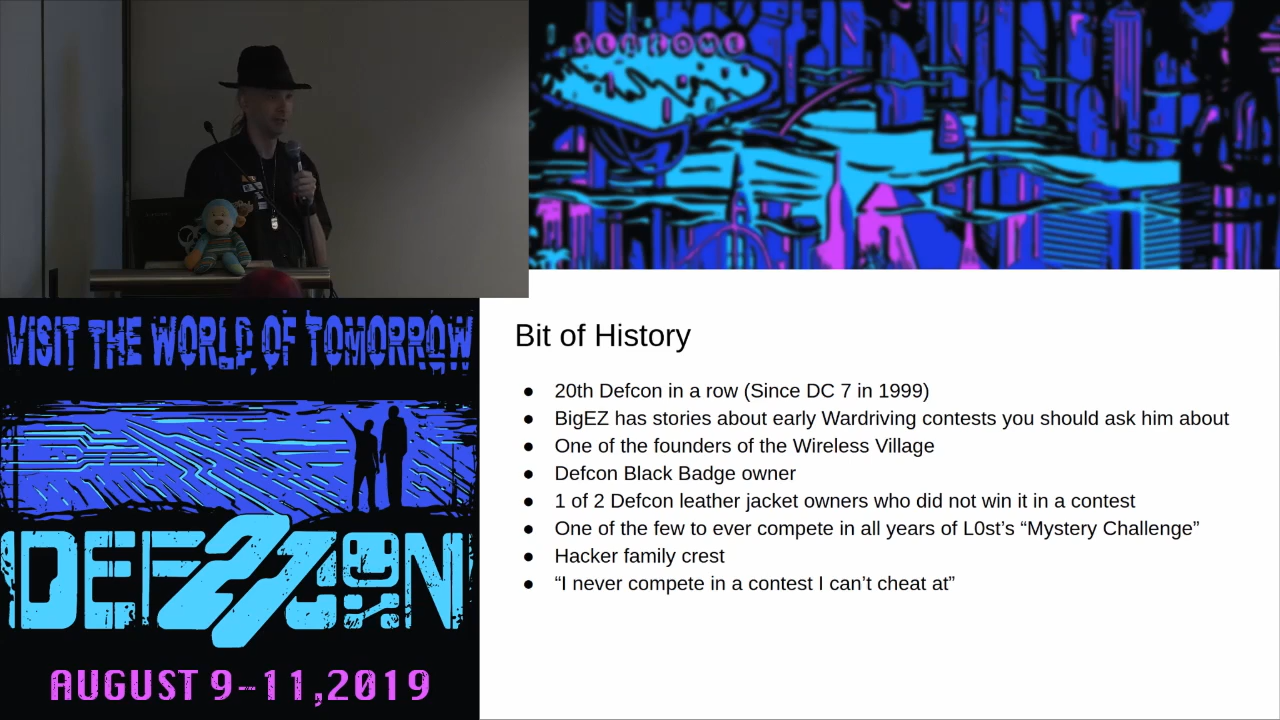 WELCOME
VISIT THE WORLD OF TOMORROW
DEF27CON
AUGUST 9-11,2019
Bit of History
● 20th Defcon in a row (Since DC 7 in 1999)
● BigEZ has stories about early Wardriving contests you should ask him about
● One of the founders of the Wireless Village
● Defcon Black Badge owner
● 1 of 2 Defcon leather jacket owners who did not win it in a contest
● One of the few to ever compete in all years of L0st’s “Mystery Challenge”
● Hacker family crest
● “I never compete in a contest I can’t cheat at”